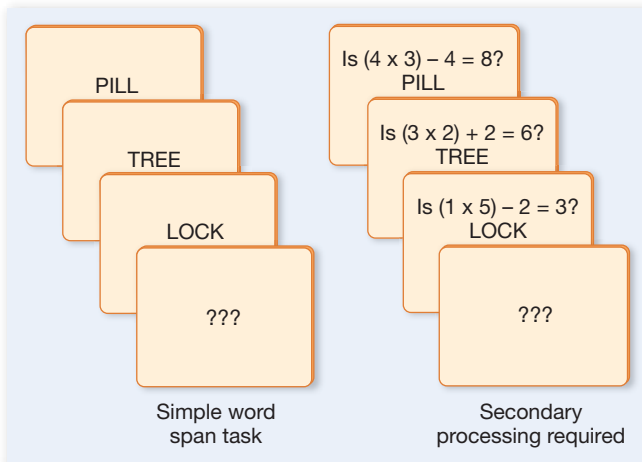 PILL
TREE
LOCK
???
Simple word
span task
Is (4 x 3) – 4 = 8?
PILL
Is (3 x 2) + 2 = 6?
TREE
Is (1 x 5) – 2 = 3?
LOCK
???
Secondary
processing required